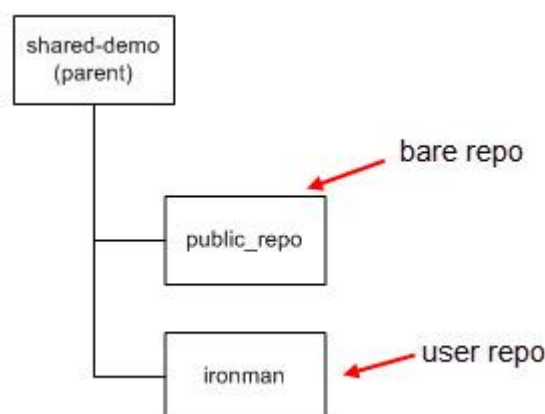 shared-demo
(parent)
bare repo
public_repo
user repo
ironman